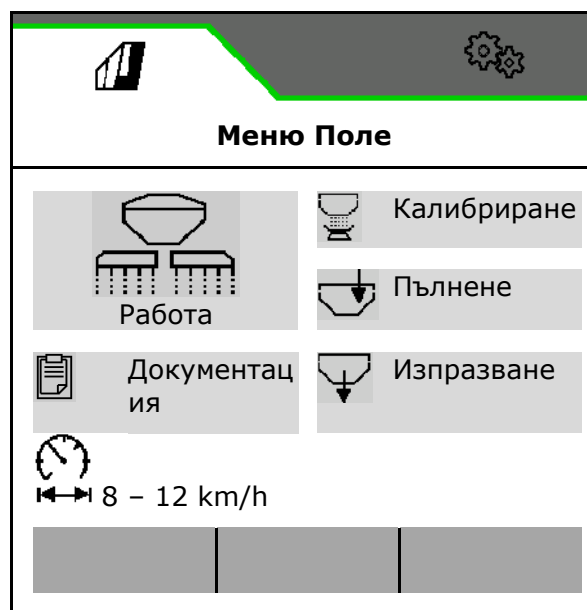 Меню Поле
Работа
Калибриране
Пълнене
Документац
ия
Изпразване
8 – 12 km/h